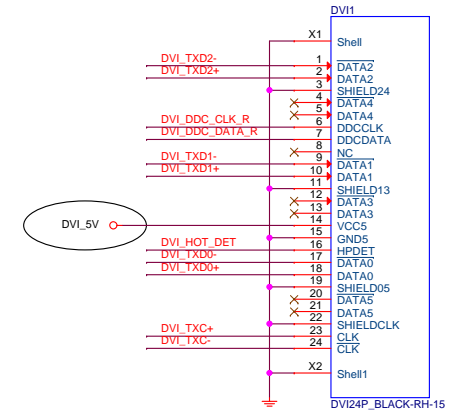 DVI1
X1 Shell
DVI_TXD2- 1 DATA2
DVI_TXD2+ 2 DATA2
3 SHIELD24
4 DATA4
5 DATA4
DVI_DDC_CLK_R 6 DDCCLK
DVI_DDC_DATA_R 7 DDCDATA
8 NC
DVI_TXD1- 9 DATA1
DVI_TXD1+ 10 DATA1
11 SHIELD13
12 DATA3
13 DATA3
DVI_5V 14 VCC5
15 GND5
DVI_HOT_DET 16 HPDET
DVI_TXD0- 17 DATA0
DVI_TXD0+ 18 DATA0
19 SHIELD05
20 DATA5
21 DATA5
22 SHIELDCLK
DVI_TXC+ 23 CLK
DVI_TXC- 24 CLK
X2 Shell1
DVI24P_BLACK-RH-15